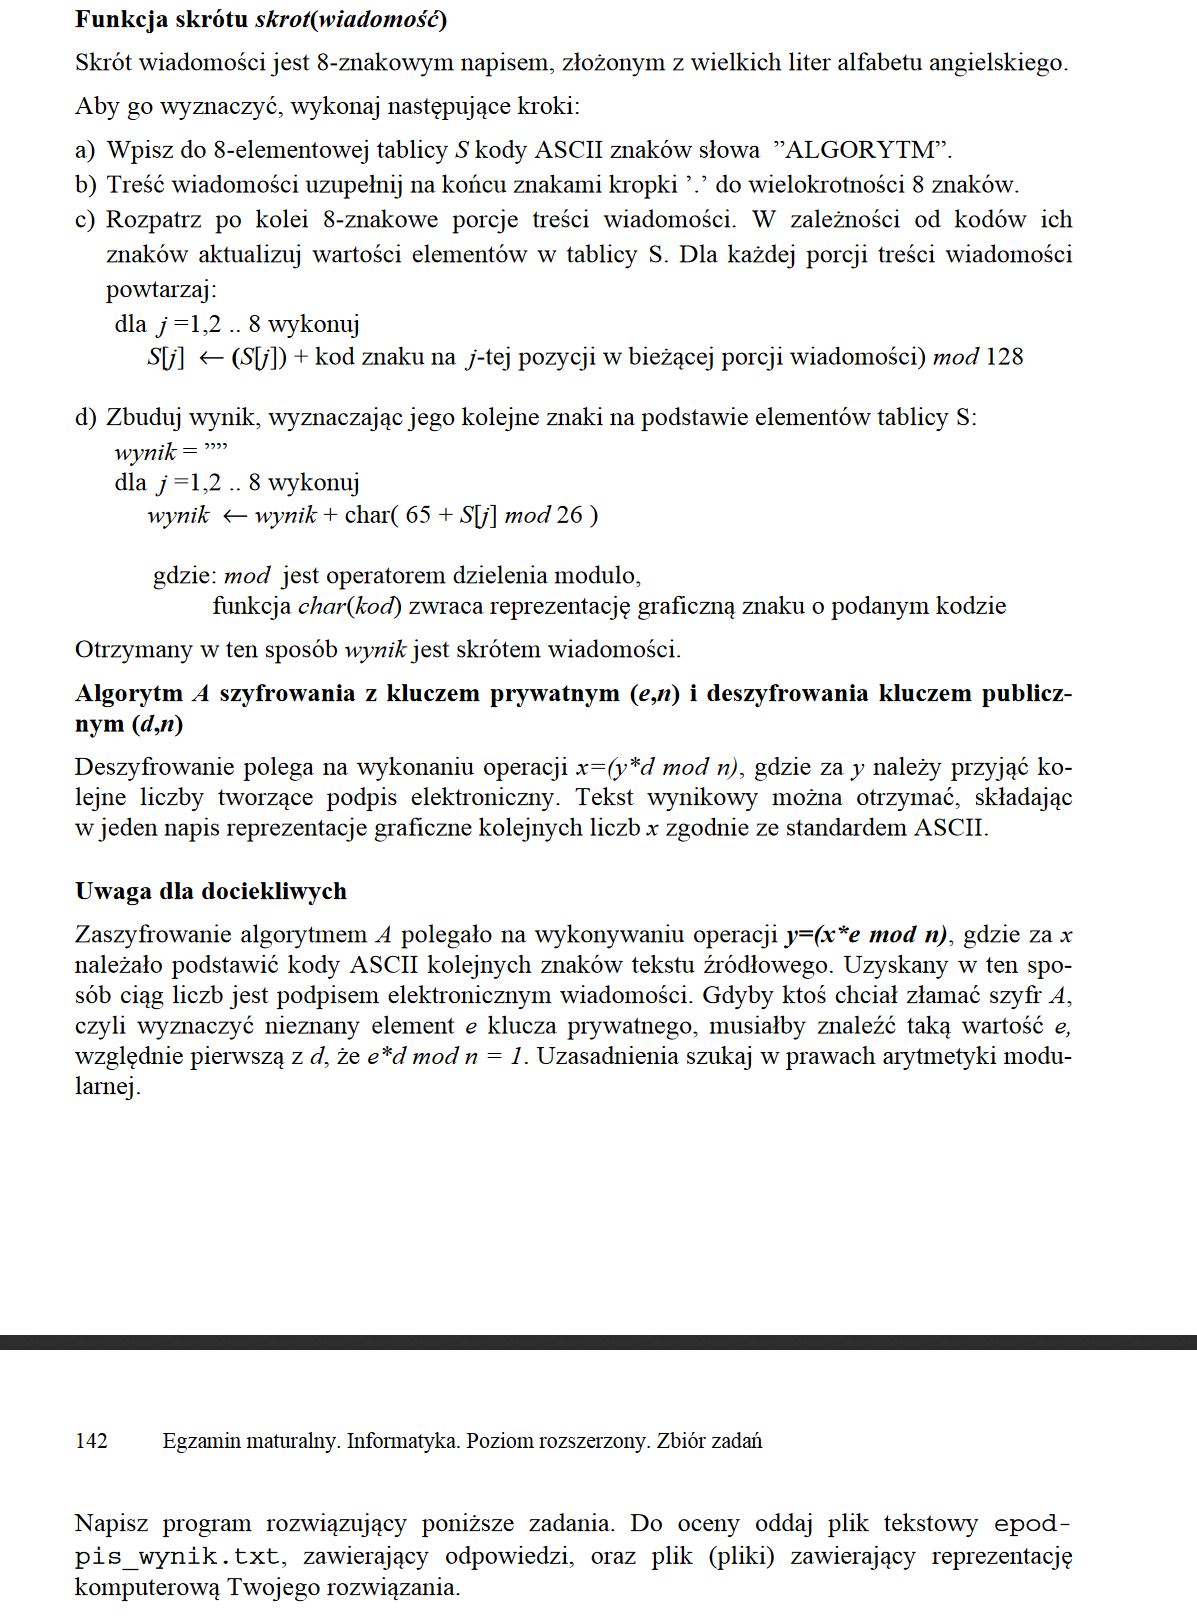 Funkcja skrótu skrot(wiadomość)
Skrót wiadomości jest 8-znakowym napisem, złożonym z wielkich liter alfabetu angielskiego.
Aby go wyznaczyć, wykonaj następujące kroki:
a) Wpisz do 8-elementowej tablicy S kody ASCII znaków słowa ”ALGORYTM”.
b) Treść wiadomości uzupełnij na końcu znakami kropki ’.’ do wielokrotności 8 znaków.
c) Rozpatrz po kolei 8-znakowe porcje treści wiadomości. W zależności od kodów ich
znaków aktualizuj wartości elementów w tablicy S. Dla każdej porcji treści wiadomości
powtarzaj:
dla j =1,2 .. 8 wykonuj
S[j] ← (S[j]) + kod znaku na j-tej pozycji w bieżącej porcji wiadomości) mod 128
d) Zbuduj wynik, wyznaczając jego kolejne znaki na podstawie elementów tablicy S:
wynik = ””
dla j =1,2 .. 8 wykonuj
wynik ← wynik + char( 65 + S[j] mod 26 )
gdzie: mod jest operatorem dzielenia modulo,
funkcja char(kod) zwraca reprezentację graficzną znaku o podanym kodzie
Otrzymany w ten sposób wynik jest skrótem wiadomości.
Algorytm A szyfrowania z kluczem prywatnym (e,n) i deszyfrowania kluczem publicz-
nym (d,n)
Deszyfrowanie polega na wykonaniu operacji x=(y*d mod n), gdzie za y należy przyjąć ko-
lejne liczby tworzące podpis elektroniczny. Tekst wynikowy można otrzymać, składając
w jeden napis reprezentacje graficzne kolejnych liczb x zgodnie ze standardem ASCII.
Uwaga dla dociekliwych
Zaszyfrowanie algorytmem A polegało na wykonywaniu operacji y=(x*e mod n), gdzie za x
należało podstawić kody ASCII kolejnych znaków tekstu źródłowego. Uzyskany w ten spo-
sób ciąg liczb jest podpisem elektronicznym wiadomości. Gdyby ktoś chciał złamać szyfr A,
czyli wyznaczyć nieznany element e klucza prywatnego, musiałby znaleźć taką wartość e,
względnie pierwszą z d, że e*d mod n = 1. Uzasadnienia szukaj w prawach arytmetyki modu-
larnej.
142 Egzamin maturalny. Informatyka. Poziom rozszerzony. Zbiór zadań
Napisz program rozwiązujący poniższe zadania. Do oceny oddaj plik tekstowy epod-
pis_wynik.txt, zawierający odpowiedzi, oraz plik (pliki) zawierający reprezentację
komputerową Twojego rozwiązania.